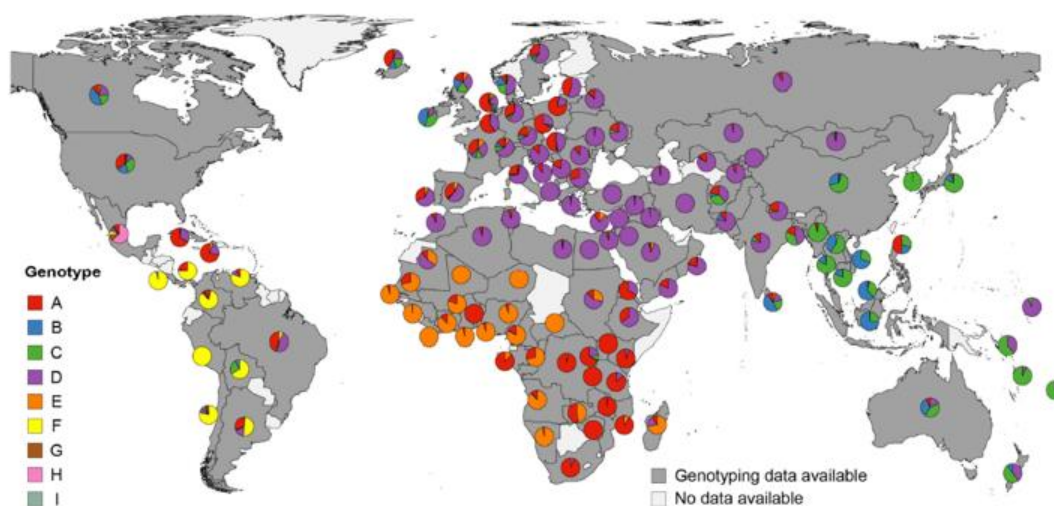 Genotype
A
B
C
D
E
F
G
H
I
Genotyping data available
No data available